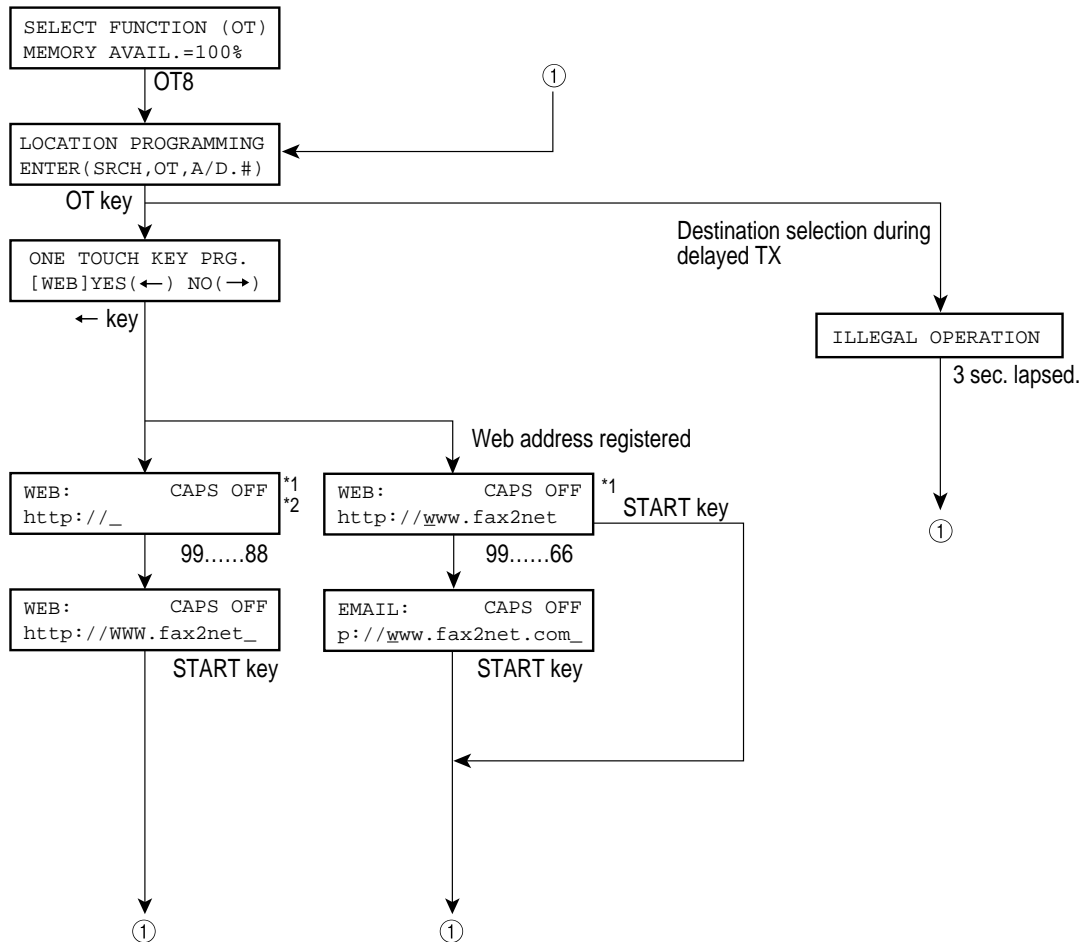 SELECT FUNCTION (OT)
MEMORY AVAIL.=100%
OT8
①
LOCATION PROGRAMMING
ENTER(SRCH,OT,A/D.#)
OT key
Destination selection during
delayed TX
ONE TOUCH KEY PRG.
[WEB]YES(←) NO(→)
← key
ILLEGAL OPERATION
3 sec. lapsed.
①
Web address registered
WEB: CAPS OFF
http://_
*1
*2
99......88
WEB: CAPS OFF
http://WWW.fax2net_
START key
①
WEB: CAPS OFF
http://www.fax2net
*1
START key
99......66
EMAIL: CAPS OFF
p://www.fax2net.com_
START key
①